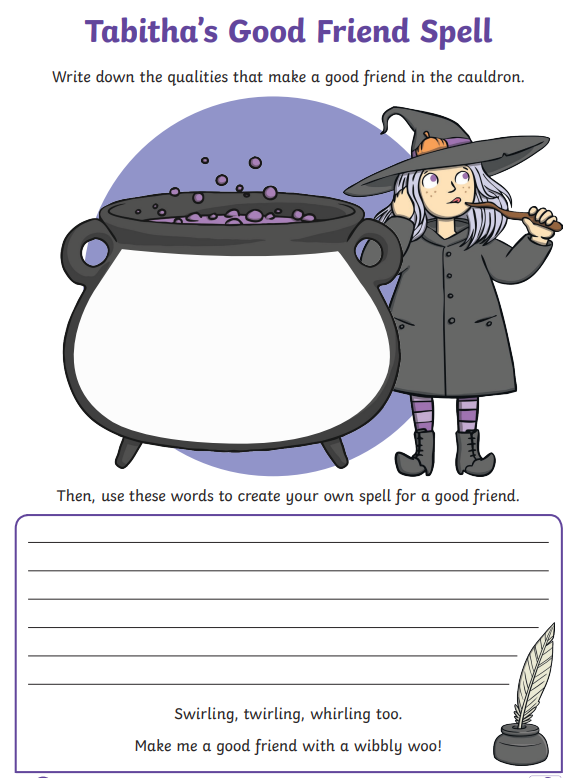 Tabitha's Good Friend Spell
Write down the qualities that make a good friend in the cauldron.
Then, use these words to create your own spell for a good friend.
Swirling, twirling, whirling too.
Make me a good friend with a wibbly woo!